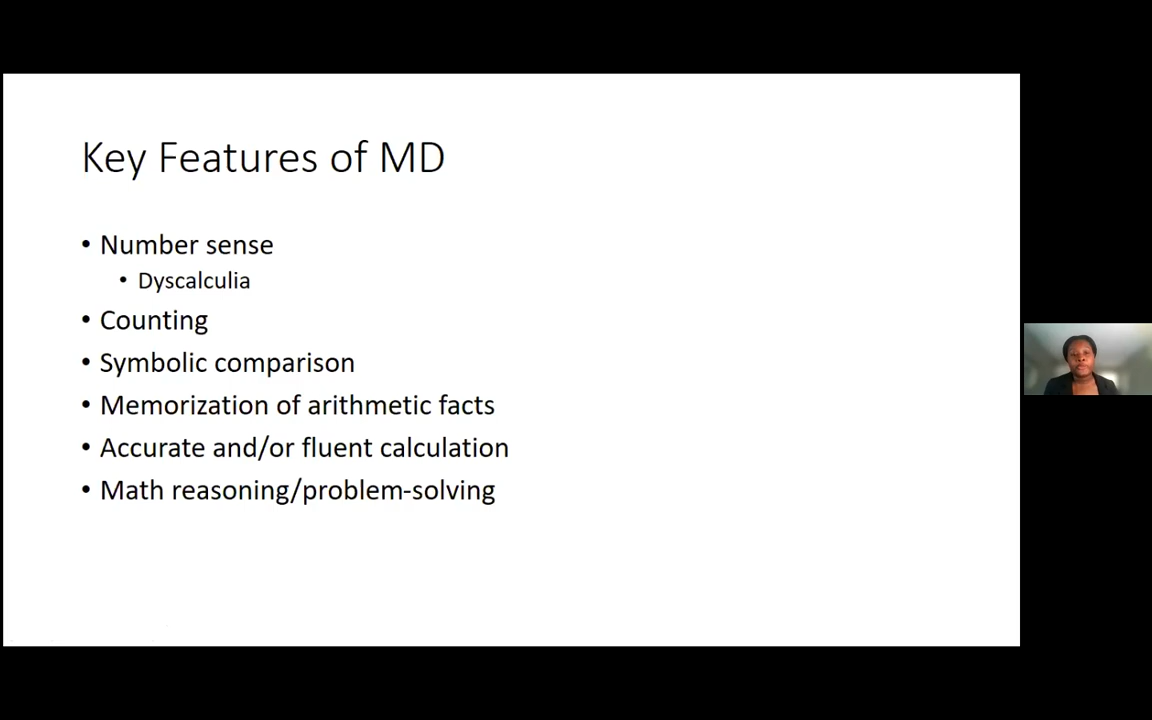 Key Features of MD
• Number sense
• Dyscalculia
• Counting
• Symbolic comparison
• Memorization of arithmetic facts
• Accurate and/or fluent calculation
• Math reasoning/problem-solving